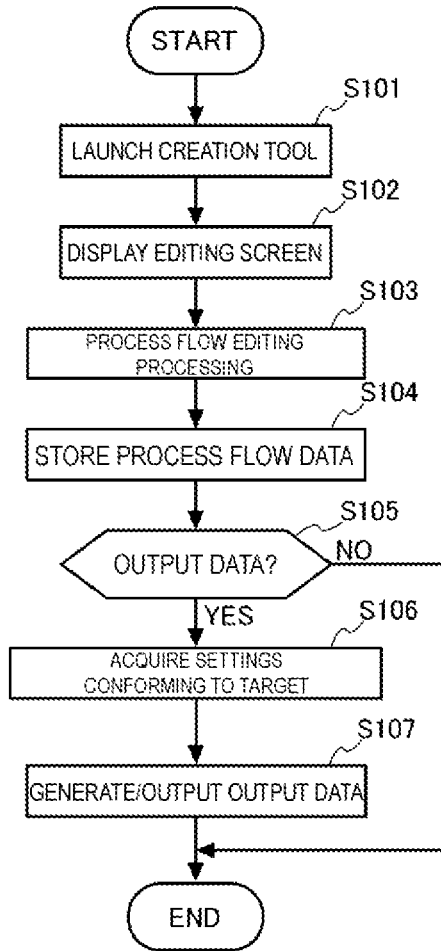 START
S101
LAUNCH CREATION TOOL
S102
DISPLAY EDITING SCREEN
S103
PROCESS FLOW EDITING
PROCESSING
S104
STORE PROCESS FLOW DATA
S105
OUTPUT DATA?
NO
YES
S106
ACQUIRE SETTINGS
CONFORMING TO TARGET
S107
GENERATE/OUTPUT OUTPUT DATA
END